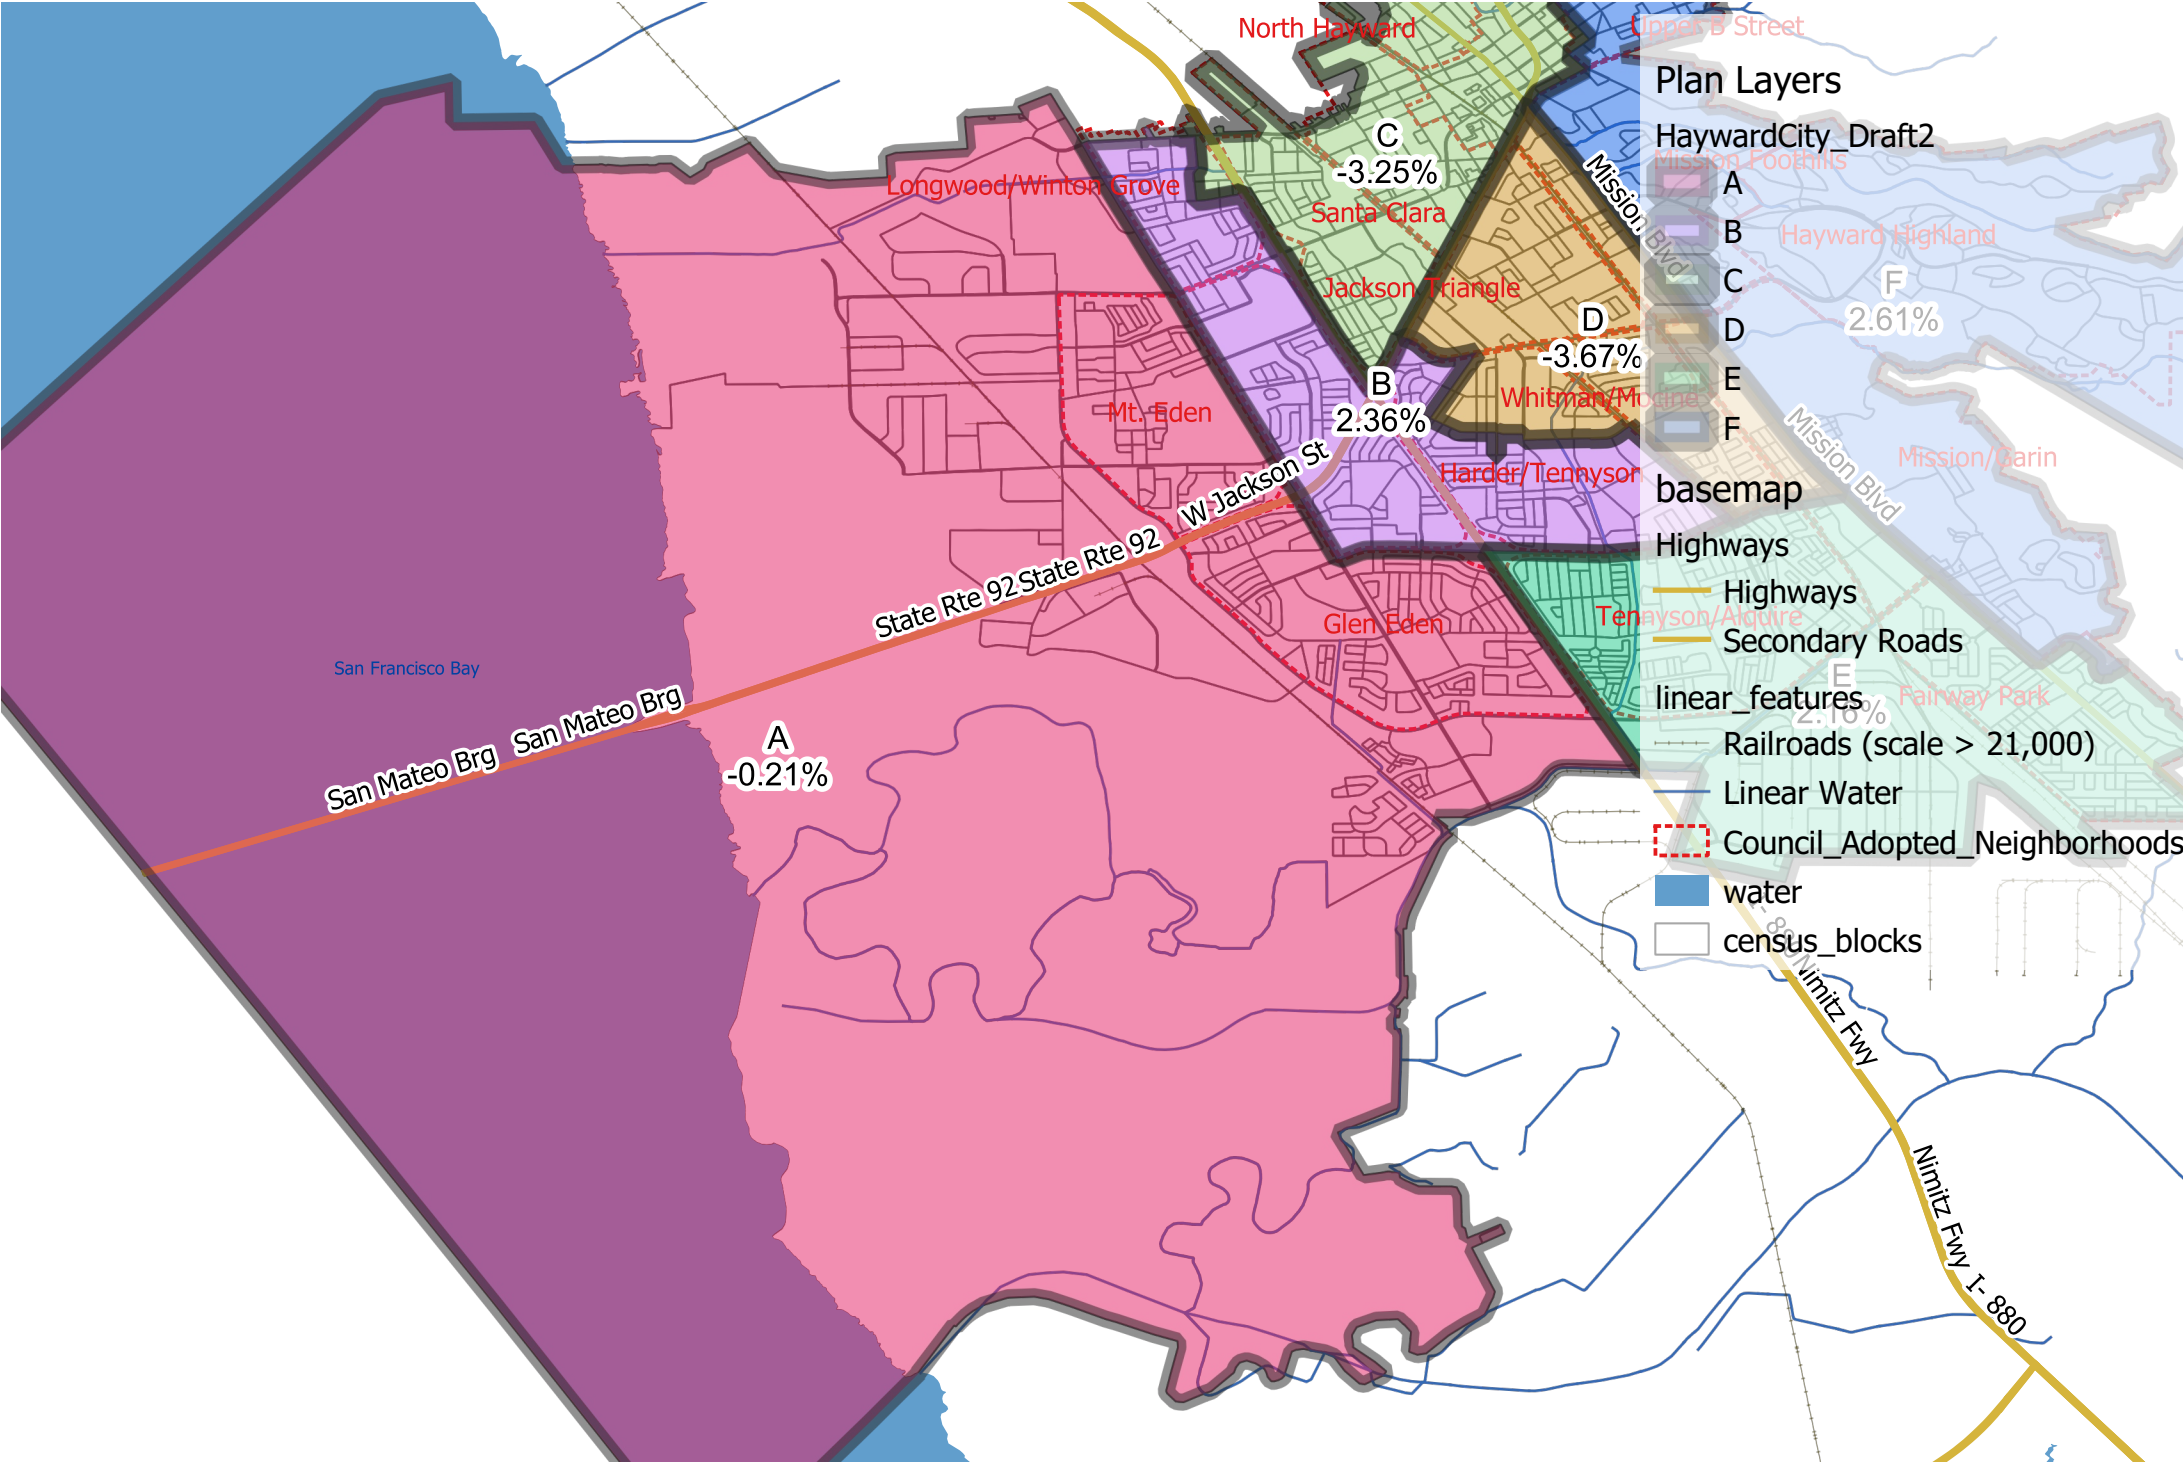 North Hayward
Upper B Street
Plan Layers
HaywardCity_Draft2
A
B
C
D
E
F
basemap
Highways
Highways
Secondary Roads
linear_features
Railroads (scale > 21,000)
Linear Water
Council_Adopted_Neighborhoods
water
census_blocks
C
-3.25%
Mission Foothills
Longwood/Winton Grove
Santa Clara
Mission Blvd
Hayward Highland
Jackson Triangle
F
2.61%
D
-3.67%
B
2.36%
Mt. Eden
Whitman/Mocine
Mission Blvd
Mission/Garin
Harder/Tennyson
W Jackson St
State Rte 92
State Rte 92
Glen Eden
Tennyson/Alquire
San Francisco Bay
E
2.16%
Fairway Park
San Mateo Brg
San Mateo Brg
A
-0.21%
I- 880
Nimitz Fwy
Nimitz Fwy
I- 880